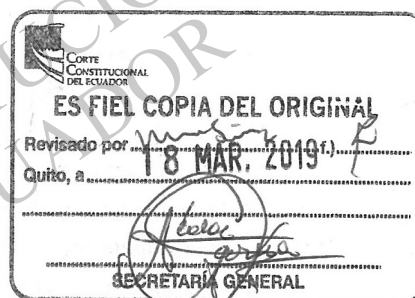 CORTE
CONSTITUCIONAL
DEL ECUADOR
ES FIEL COPIA DEL ORIGINAL
Revisado por f.)
18 MAR. 2019
Quito, a
SECRETARÍA GENERAL